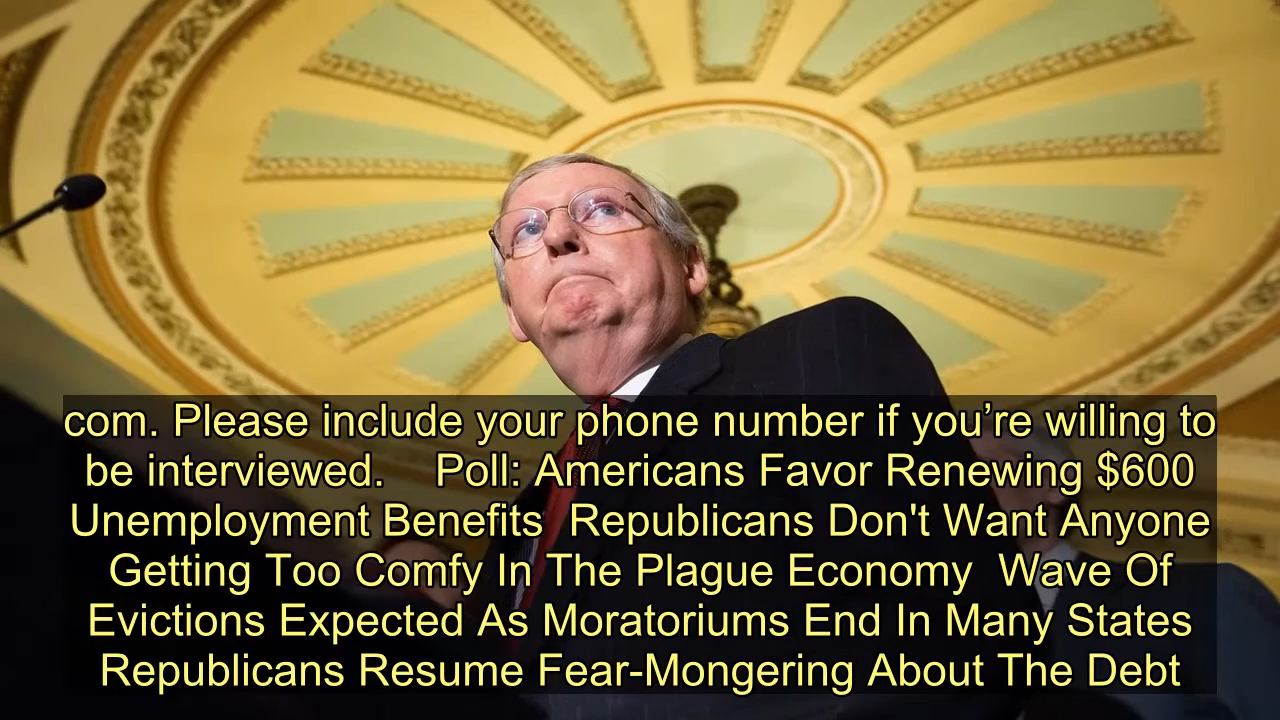 com. Please include your phone number if you’re willing to
be interviewed.    Poll: Americans Favor Renewing $600
Unemployment Benefits  Republicans Don't Want Anyone
Getting Too Comfy In The Plague Economy  Wave Of
Evictions Expected As Moratoriums End In Many States
Republicans Resume Fear-Mongering About The Debt